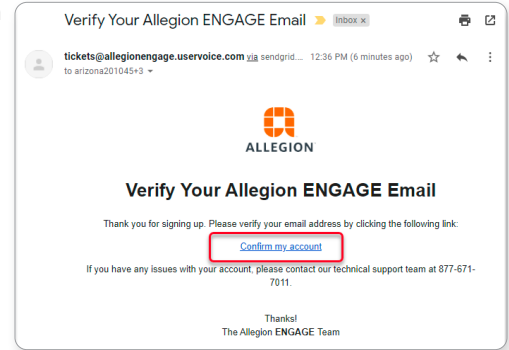 Verify Your Allegion ENGAGE Email Inbox x
tickets@allegionengage.uservoice.com via sendgrid.... 12:36 PM (6 minutes ago)
to arizona201045+3
ALLEGION
Verify Your Allegion ENGAGE Email
Thank you for signing up. Please verify your email address by clicking the following link:
Confirm my account
If you have any issues with your account, please contact our technical support team at 877-671-
7011.
Thanks!
The Allegion ENGAGE Team